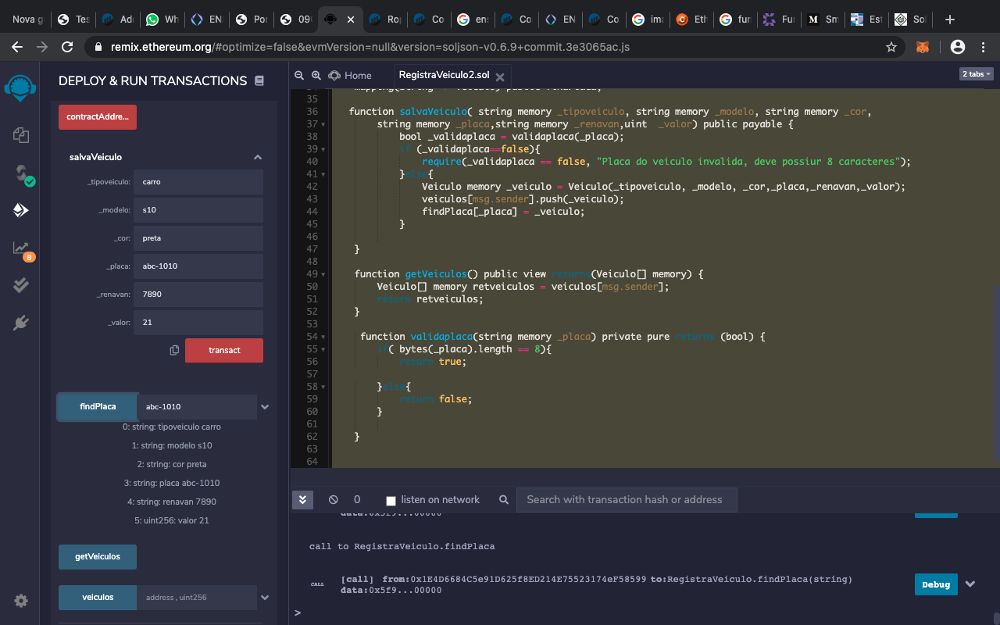 Nova g
Tes
Ado
Wh
EN
Por
09
Rop
Co
ens
Co
EN
Co
ima
Eth
fun
Fun
Sm
Est
Sol
remix.ethereum.org/#optimize=false&evmVersion=null&version=soljson-v0.6.9+commit.3e3065ac.js
DEPLOY & RUN TRANSACTIONS
contractAddre...
salvaVeiculo
_tipoveiculo: carro
_modelo: s10
_cor: preta
_placa: abc-1010
_renavan: 7890
_valor: 21
transact
findPlaca abc-1010
0: string: tipoveiculo carro
1: string: modelo s10
2: string: cor preta
3: string: placa abc-1010
4: string: renavan 7890
5: uint256: valor 21
getVeiculos
veiculos address , uint256
8
Home
RegistraVeiculo2.sol
2 tabs
35
36 function salvaVeiculo( string memory _tipoveiculo, string memory _modelo, string memory _cor,
37 string memory _placa,string memory _renavan,uint  _valor) public payable {
38 bool _validaplaca = validaplaca(_placa);
39 if (_validaplaca==false){
40 require(_validaplaca == false, "Placa do veiculo invalida, deve possiur 8 caracteres");
41 }else{
42 Veiculo memory _veiculo = Veiculo(_tipoveiculo, _modelo, _cor,_placa,_renavan,_valor);
43 veiculos[msg.sender].push(_veiculo);
44 findPlaca[_placa] = _veiculo;
45 }
46
47 }
48
49 function getVeiculos() public view returns(Veiculo[] memory) {
50 Veiculo[] memory retveiculos = veiculos[msg.sender];
51 return retveiculos;
52 }
53
54 function validaplaca(string memory _placa) private pure returns (bool) {
55 if( bytes(_placa).length == 8){
56 return true;
57
58 }else{
59 return false;
60 }
61
62 }
63
64
0
listen on network
Search with transaction hash or address
data:0x5f9...00000
call to RegistraVeiculo.findPlaca
CALL [call] from:0x1E4D6684C5e91D625f8ED214E75523174eF58599 to:RegistraVeiculo.findPlaca(string)
data:0x5f9...00000
Debug
>